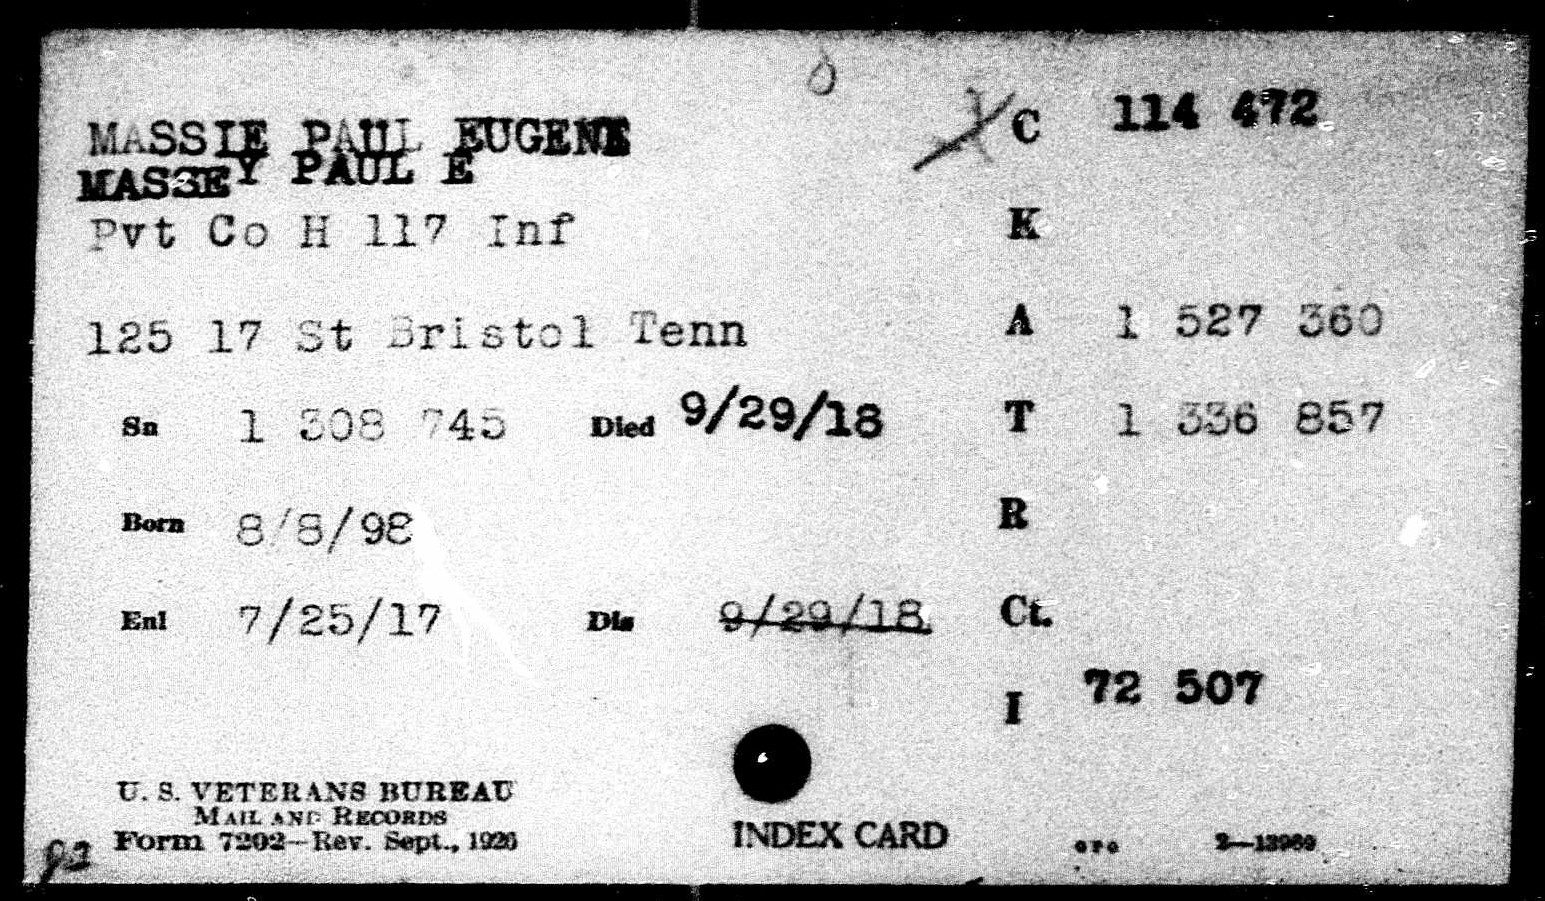 MASSIE PAUL EUGENE C 114 472
MASSEY PAUL E
Pvt Co H 117 Inf K
125 17 St Bristol Tenn A 1 527 360
Sn 1 308 745 Died 9/29/18 T 1 336 857
Born 8/8/98 R
Enl 7/25/17 Dis 9/29/18 Ct.
I 72 507
U. S. VETERANS BUREAU
MAIL AND RECORDS
Form 7202—Rev. Sept., 1926 INDEX CARD GPO